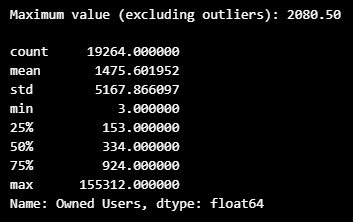 Maximum value (excluding outliers): 2080.50
count 19264.000000
mean 1475.601952
std 5167.866097
min 3.000000
25% 153.000000
50% 334.000000
75% 924.000000
max 155312.000000
Name: Owned Users, dtype: float64